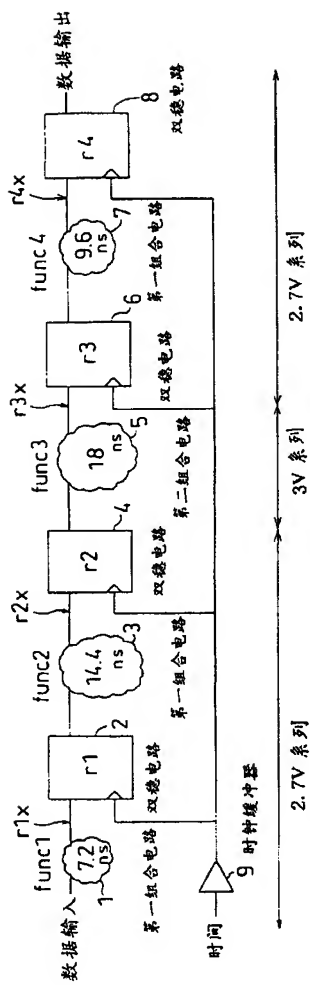 数据输入
func1
7.2 ns
1
第一组合电路
r1x
r1
2
双稳电路
func2
14.4 ns
3
第一组合电路
r2x
r2
4
双稳电路
func3
18 ns
5
第二组合电路
r3x
r3
6
双稳电路
func4
9.6 ns
7
第一组合电路
r4x
r4
8
双稳电路
数据输出
时间
9
时钟缓冲器
2.7V 系列
3V 系列
2.7V 系列